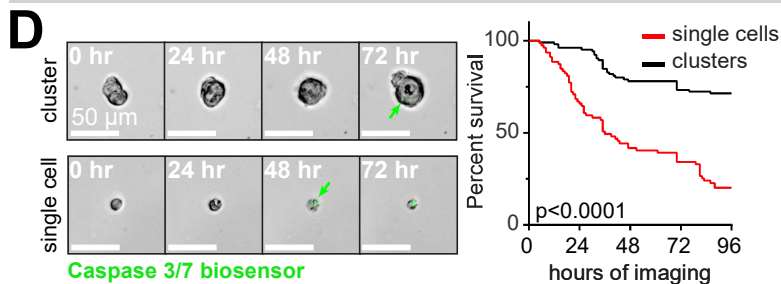 D
cluster
0 hr
24 hr
48 hr
72 hr
50 µm
single cell
0 hr
24 hr
48 hr
72 hr
Caspase 3/7 biosensor
Percent survival
100
50
0
single cells
clusters
p<0.0001
0 24 48 72 96
hours of imaging